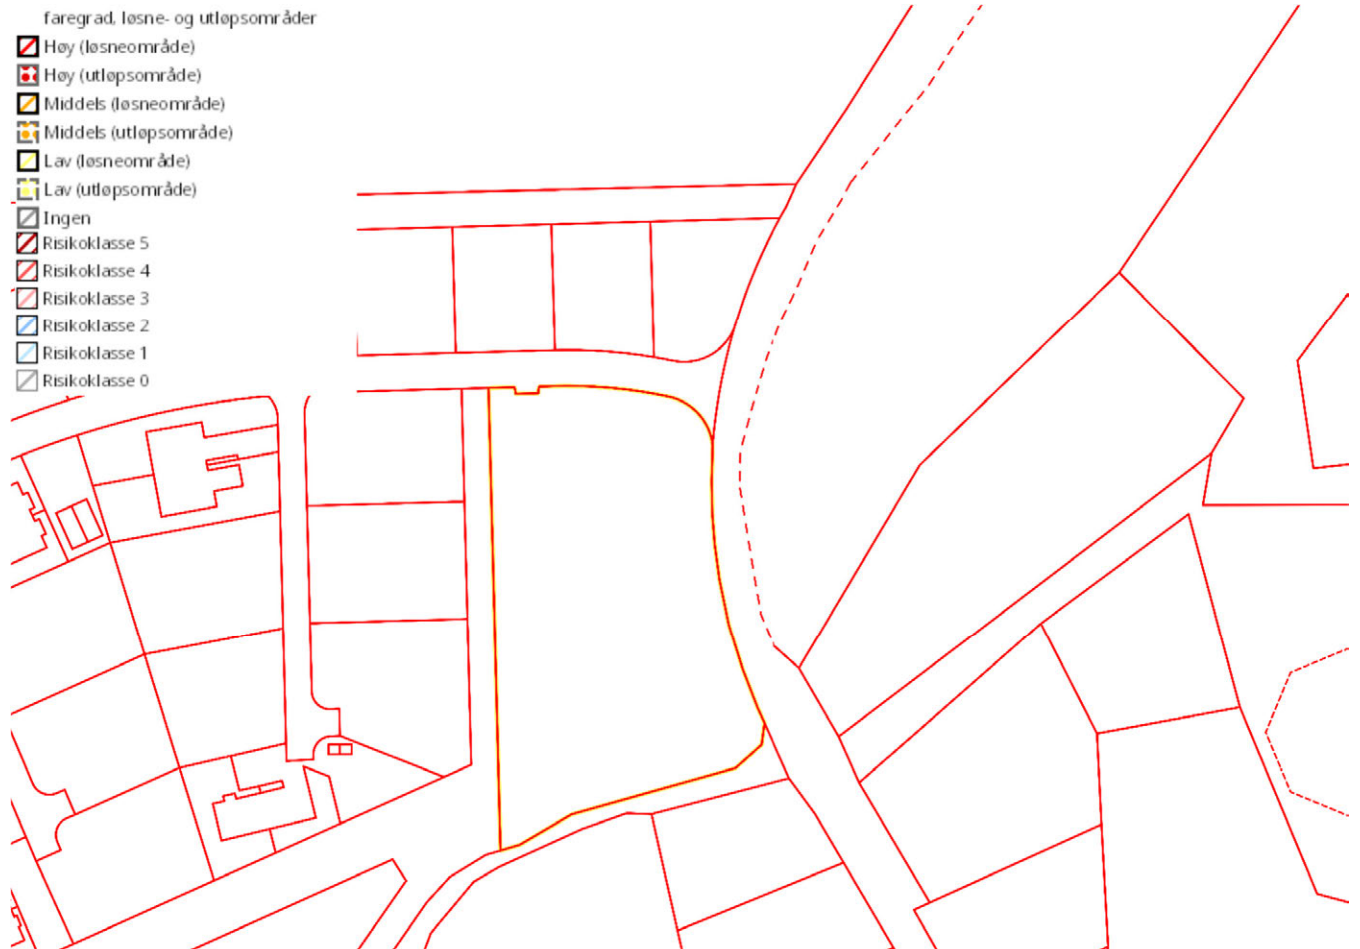 faregrad, løsne- og utløpsområder
Høy (løsneområde)
Høy (utløpsområde)
Middels (løsneområde)
Middels (utløpsområde)
Lav (løsneområde)
Lav (utløpsområde)
Ingen
Risikoklasse 5
Risikoklasse 4
Risikoklasse 3
Risikoklasse 2
Risikoklasse 1
Risikoklasse 0